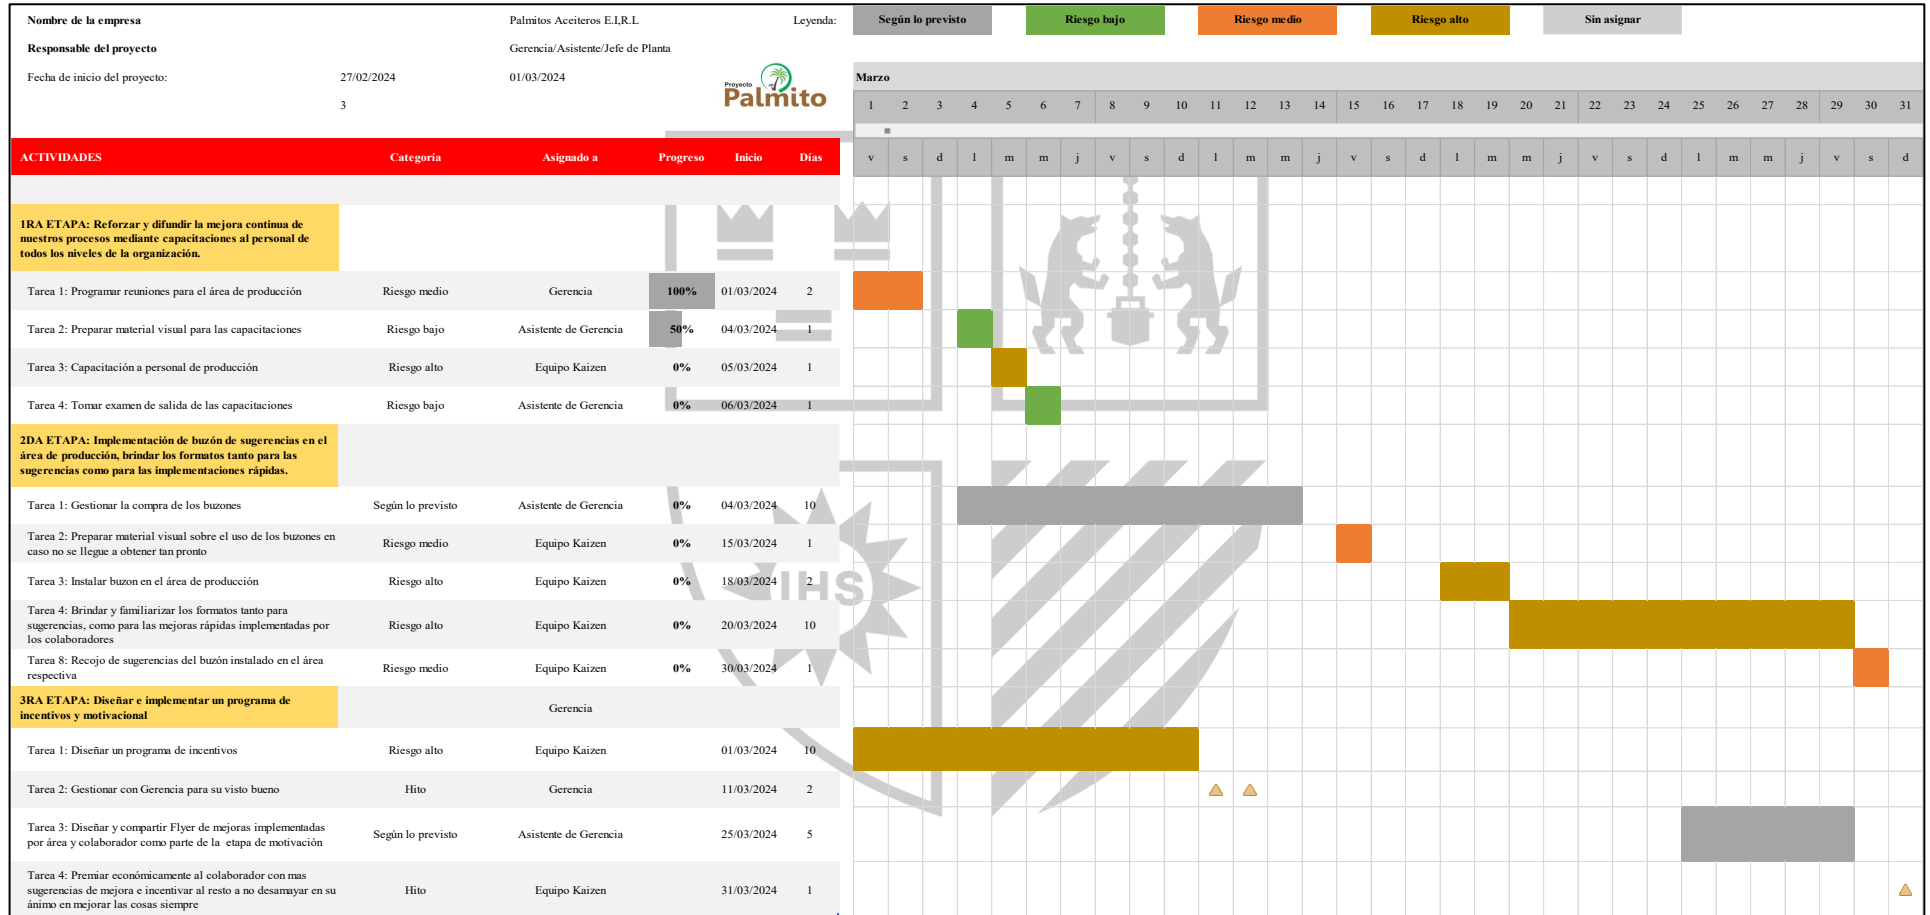 Nombre de la empresa Palmitos Aceiteros E.I,R.L Leyenda: Según lo previsto Riesgo bajo Riesgo medio Riesgo alto Sin asignar
Responsable del proyecto Gerencia/Asistente/Jefe de Planta
Fecha de inicio del proyecto: 27/02/2024 01/03/2024
3
Proyecto
Palmito
Marzo
1 2 3 4 5 6 7 8 9 10 11 12 13 14 15 16 17 18 19 20 21 22 23 24 25 26 27 28 29 30 31
ACTIVIDADES Categoría Asignado a Progreso Inicio Días v s d l m m j v s d l m m j v s d l m m j v s d l m m j v s d
1RA ETAPA: Reforzar y difundir la mejora continua de
nuestros procesos mediante capacitaciones al personal de
todos los niveles de la organización.
Tarea 1: Programar reuniones para el área de producción Riesgo medio Gerencia 100% 01/03/2024 2
Tarea 2: Preparar material visual para las capacitaciones Riesgo bajo Asistente de Gerencia 50% 04/03/2024 1
Tarea 3: Capacitación a personal de producción Riesgo alto Equipo Kaizen 0% 05/03/2024 1
Tarea 4: Tomar examen de salida de las capacitaciones Riesgo bajo Asistente de Gerencia 0% 06/03/2024 1
2DA ETAPA: Implementación de buzón de sugerencias en el
área de producción, brindar los formatos tanto para las
sugerencias como para las implementaciones rápidas.
Tarea 1: Gestionar la compra de los buzones Según lo previsto Asistente de Gerencia 0% 04/03/2024 10
Tarea 2: Preparar material visual sobre el uso de los buzones en
caso no se llegue a obtener tan pronto Riesgo medio Equipo Kaizen 0% 15/03/2024 1
Tarea 3: Instalar buzon en el área de producción Riesgo alto Equipo Kaizen 0% 18/03/2024 2
IHS
Tarea 4: Brindar y familiarizar los formatos tanto para
sugerencias, como para las mejoras rápidas implementadas por
los colaboradores Riesgo alto Equipo Kaizen 0% 20/03/2024 10
Tarea 8: Recojo de sugerencias del buzón instalado en el área
respectiva Riesgo medio Equipo Kaizen 0% 30/03/2024 1
3RA ETAPA: Diseñar e implementar un programa de
incentivos y motivacional Gerencia
Tarea 1: Diseñar un programa de incentivos Riesgo alto Equipo Kaizen 01/03/2024 10
Tarea 2: Gestionar con Gerencia para su visto bueno Hito Gerencia 11/03/2024 2
Tarea 3: Diseñar y compartir Flyer de mejoras implementadas
por área y colaborador como parte de la etapa de motivación Según lo previsto Asistente de Gerencia 25/03/2024 5
Tarea 4: Premiar económicamente al colaborador con mas
sugerencias de mejora e incentivar al resto a no desamayar en su
ánimo en mejorar las cosas siempre Hito Equipo Kaizen 31/03/2024 1